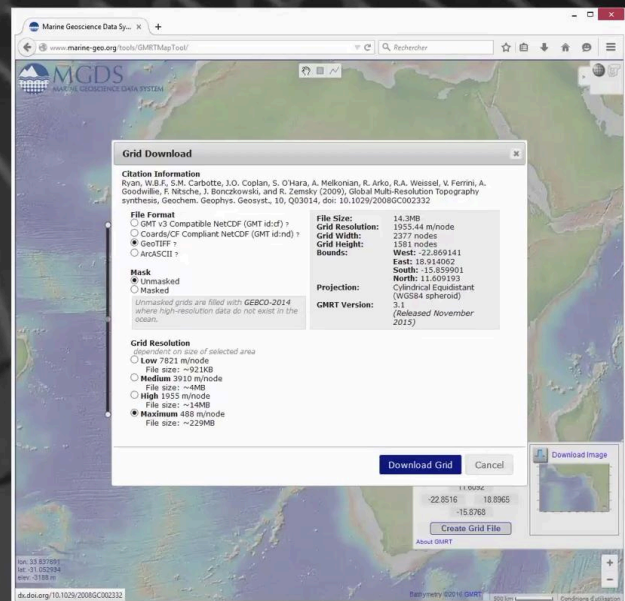 Marine Geoscience Data Sy...
www.marine-geo.org/tools/GMRTMapTool/
Rechercher
MGDS
MARINE GEOSCIENCE DATA SYSTEM
Grid Download
Citation Information
Ryan, W.B.F., S.M. Carbotte, J.O. Coplan, S. O'Hara, A. Melkonian, R. Arko, R.A. Weissel, V. Ferrini, A.
Goodwillie, F. Nitsche, J. Bonczkowski, and R. Zemsky (2009), Global Multi-Resolution Topography
synthesis, Geochem. Geophys. Geosyst., 10, Q03014, doi: 10.1029/2008GC002332
File Format
GMT v3 Compatible NetCDF (GMT id:cf) ?
Coards/CF Compliant NetCDF (GMT id:nd) ?
GeoTIFF ?
ArcASCII ?
Mask
Unmasked
Masked
Unmasked grids are filled with GEBCO-2014
where high-resolution data do not exist in the
ocean.
File Size: 14.3MB
Grid Resolution: 1955.44 m/node
Grid Width: 2377 nodes
Grid Height: 1581 nodes
Bounds: West: -22.869141
East: 18.914062
South: -15.859901
North: 11.609193
Projection: Cylindrical Equidistant
(WGS84 spheroid)
GMRT Version: 3.1
(Released November
2015)
Grid Resolution
dependent on size of selected area
Low 7821 m/node
File size: ~921KB
Medium 3910 m/node
File size: ~4MB
High 1955 m/node
File size: ~14MB
Maximum 488 m/node
File size: ~229MB
Download Grid Cancel
Download Image
11.6092
-22.8516 18.8965
-15.8768
Create Grid File
About GMRT
lat: -31.052934
elev: -3188 m
dx.doi.org/10.1029/2008GC002332
Bathymetry ©2016 GMRT
300 km
Conditions d'utilisation